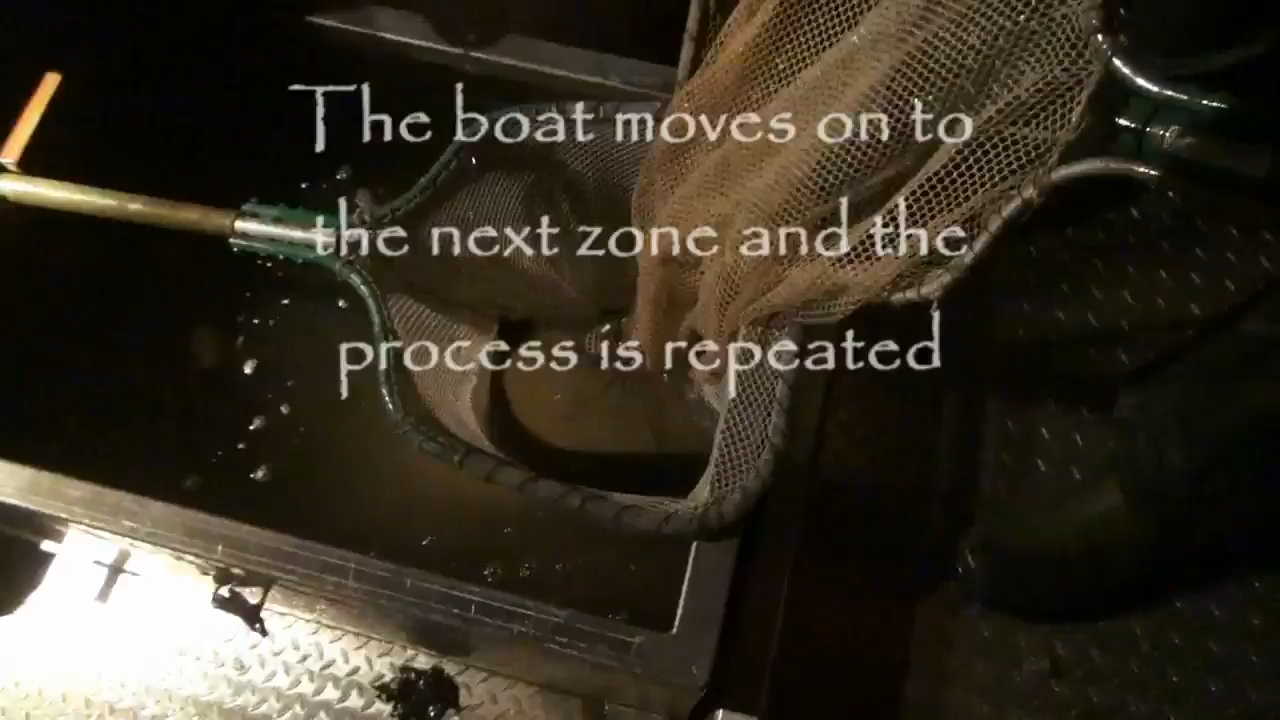 The boat moves on to
the next zone and the
process is repeated